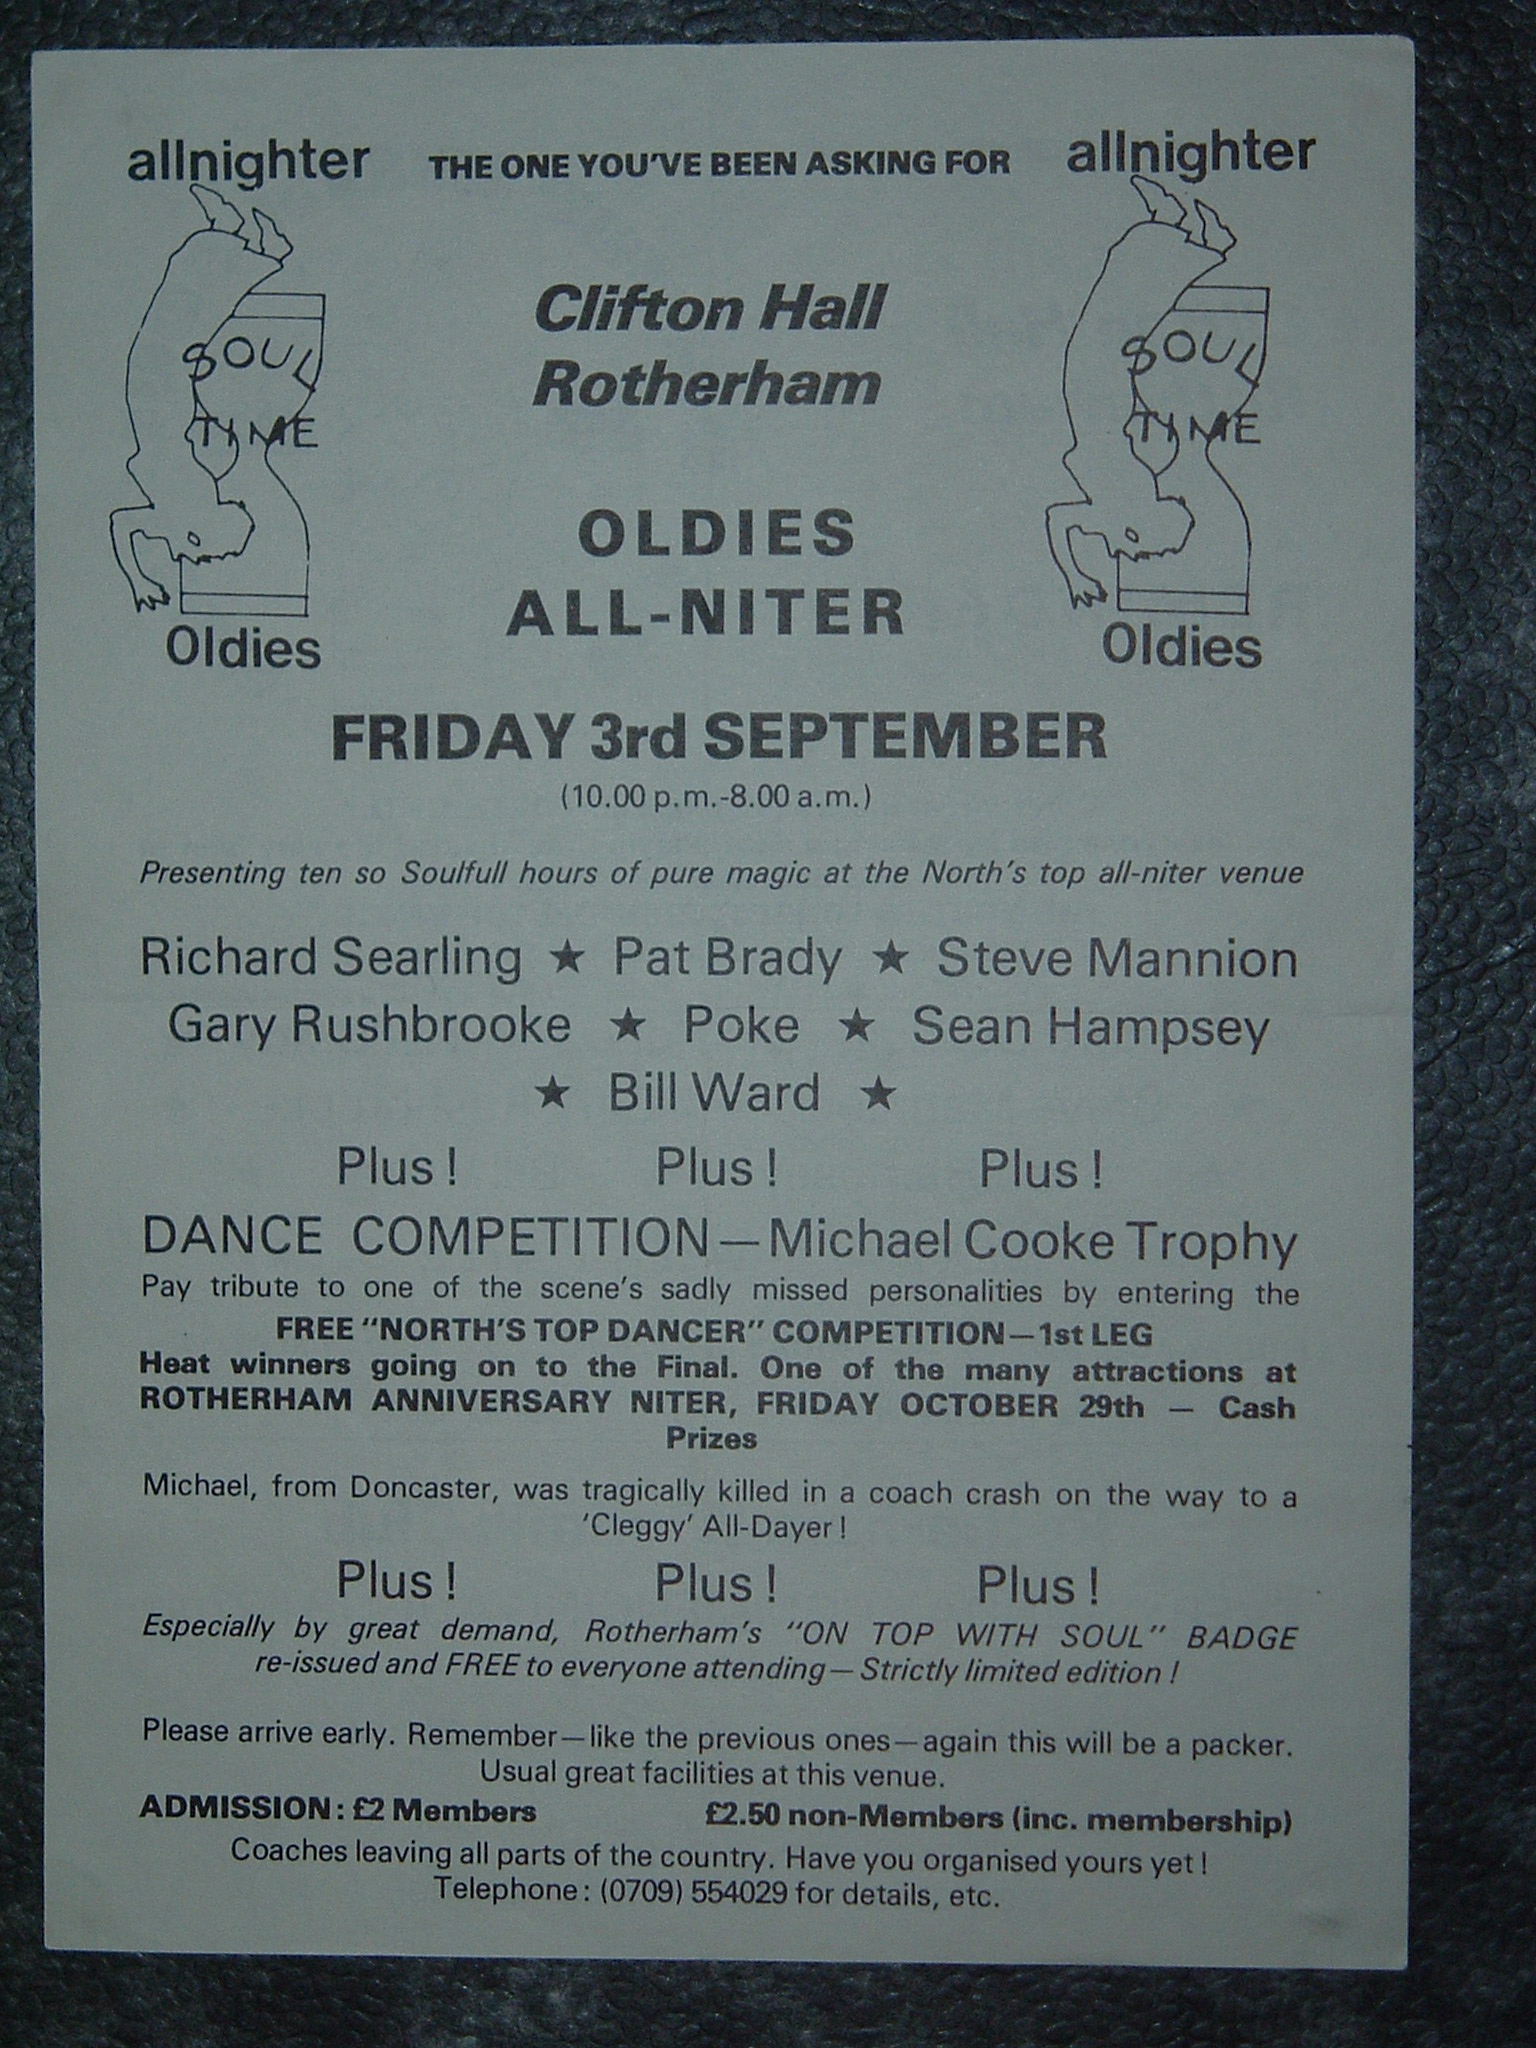 allnighter THE ONE YOU'VE BEEN ASKING FOR allnighter
Clifton Hall
Rotherham
SOUL TIME
SOUL TIME
OLDIES
ALL-NITER
Oldies
Oldies
FRIDAY 3rd SEPTEMBER
(10.00 p.m.-8.00 a.m.)
Presenting ten so Soulfull hours of pure magic at the North's top all-niter venue
Richard Searling ★ Pat Brady ★ Steve Mannion
Gary Rushbrooke ★ Poke ★ Sean Hampsey
★ Bill Ward ★
Plus ! Plus ! Plus !
DANCE COMPETITION — Michael Cooke Trophy
Pay tribute to one of the scene's sadly missed personalities by entering the
FREE "NORTH'S TOP DANCER" COMPETITION—1st LEG
Heat winners going on to the Final. One of the many attractions at
ROTHERHAM ANNIVERSARY NITER, FRIDAY OCTOBER 29th — Cash
Prizes
Michael, from Doncaster, was tragically killed in a coach crash on the way to a
'Cleggy' All-Dayer !
Plus ! Plus ! Plus !
Especially by great demand, Rotherham's "ON TOP WITH SOUL" BADGE
re-issued and FREE to everyone attending—Strictly limited edition !
Please arrive early. Remember—like the previous ones—again this will be a packer.
Usual great facilities at this venue.
ADMISSION: £2 Members £2.50 non-Members (inc. membership)
Coaches leaving all parts of the country. Have you organised yours yet !
Telephone: (0709) 554029 for details, etc.